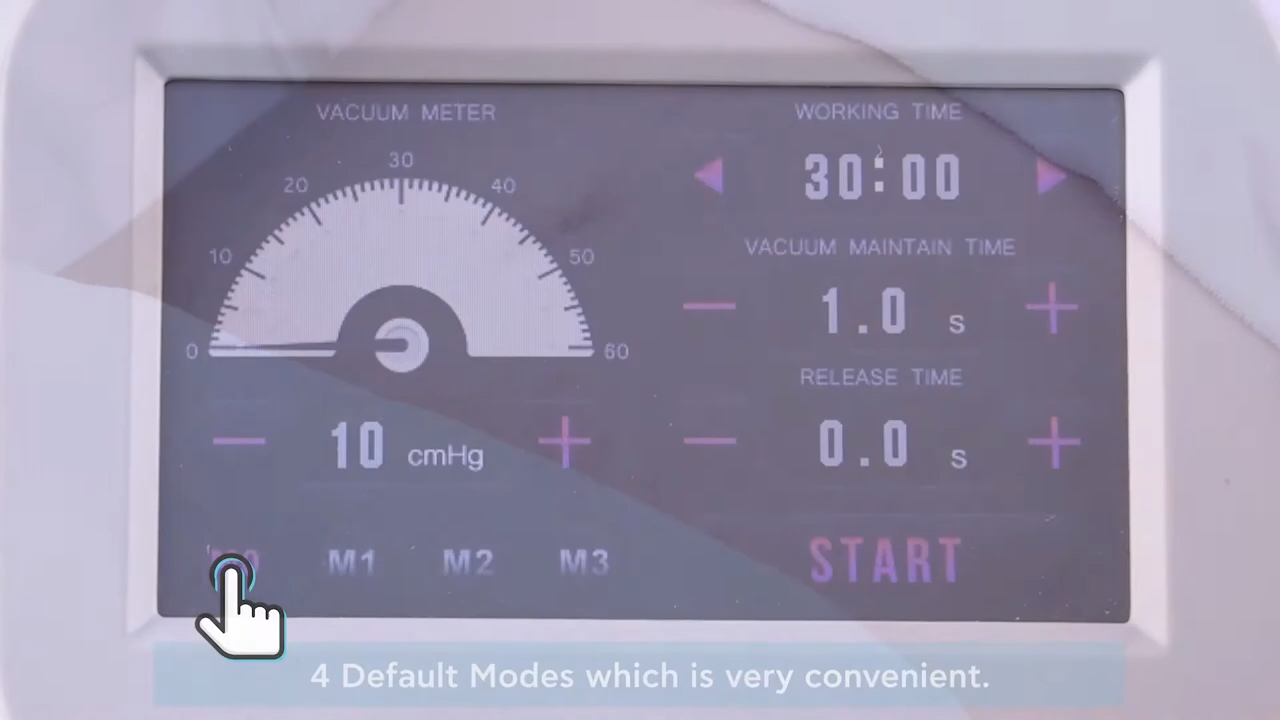 VACUUM METER
0
10
20
30
40
50
60
10 cmHg
M1 M2 M3
WORKING TIME
30:00
VACUUM MAINTAIN TIME
1.0 s
RELEASE TIME
0.0 s
START
4 Default Modes which is very convenient.